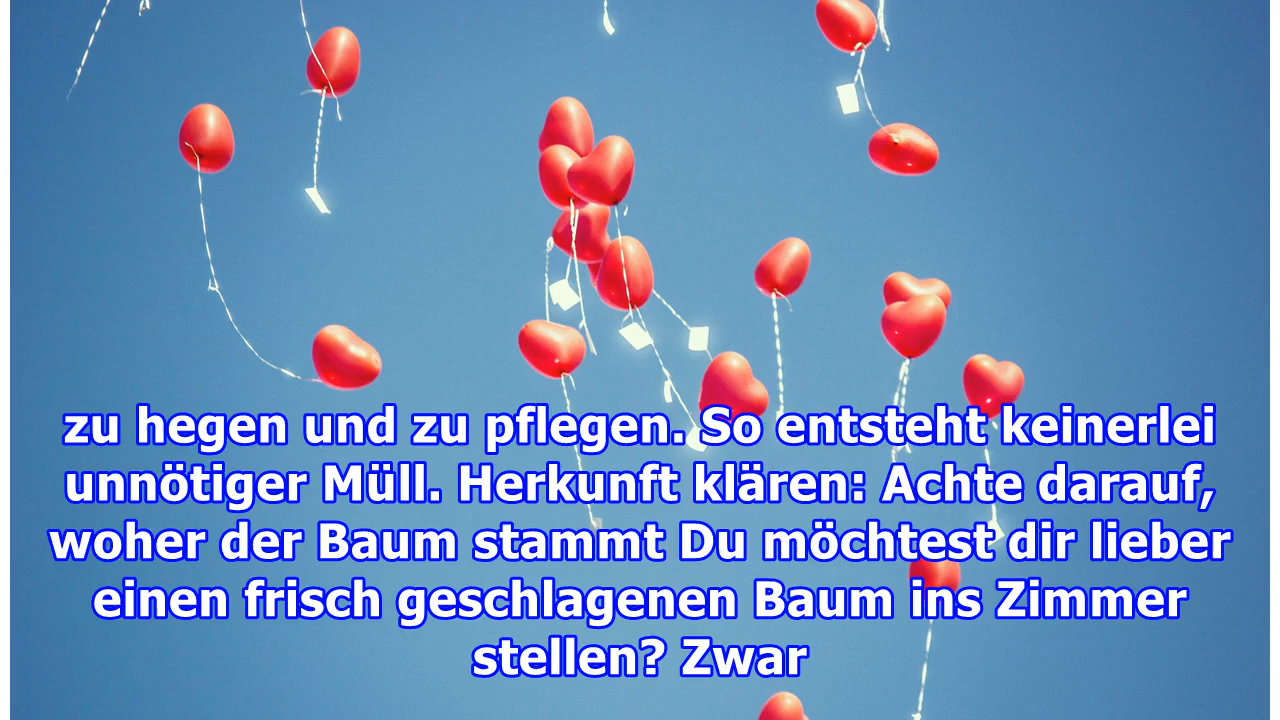 zu hegen und zu pflegen. So entsteht keinerlei
unnötiger Müll. Herkunft klären: Achte darauf,
woher der Baum stammt Du möchtest dir lieber
einen frisch geschlagenen Baum ins Zimmer
stellen? Zwar